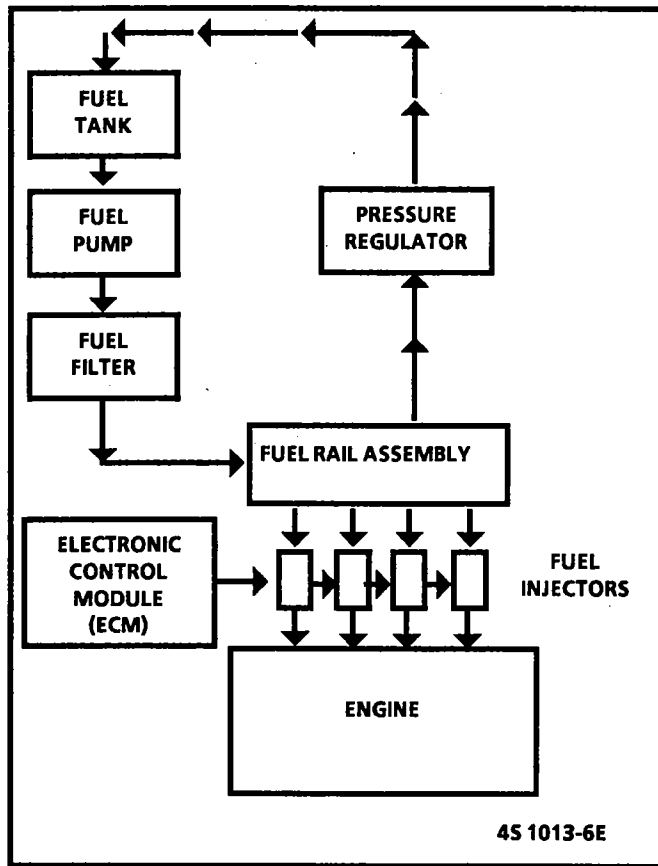 FUEL
TANK
FUEL
PUMP
PRESSURE
REGULATOR
FUEL
FILTER
FUEL RAIL ASSEMBLY
ELECTRONIC
CONTROL
MODULE
(ECM)
FUEL
INJECTORS
ENGINE
4S 1013-6E